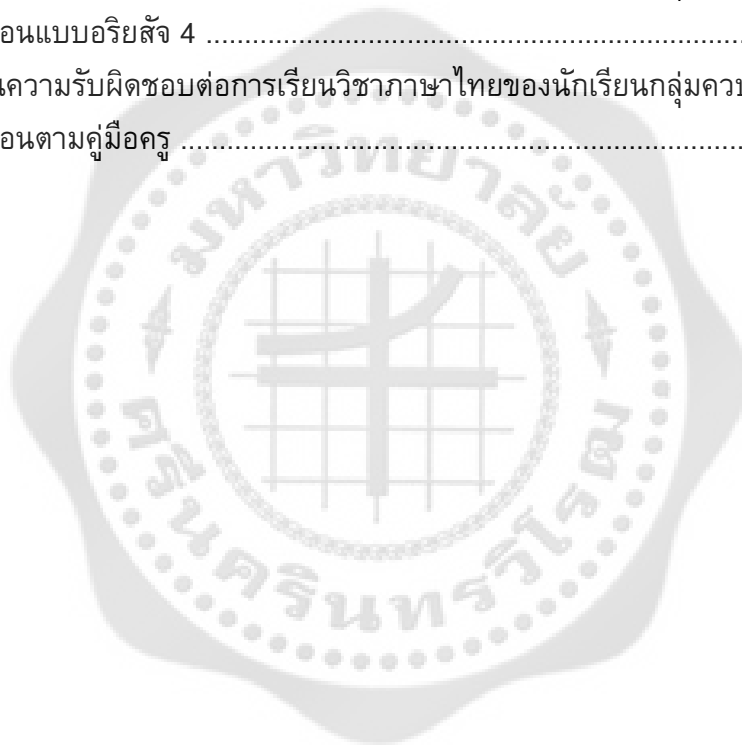 อนแบบอริยสัจ 4 ........................................................................
นความรับผิดชอบต่อการเรียนวิชาภาษาไทยของนักเรียนกลุ่มควบ
อนตามคู่มือครู ...........................................................................
มหาวิทยาลัย
ศรีนครินทรวิโรฒ